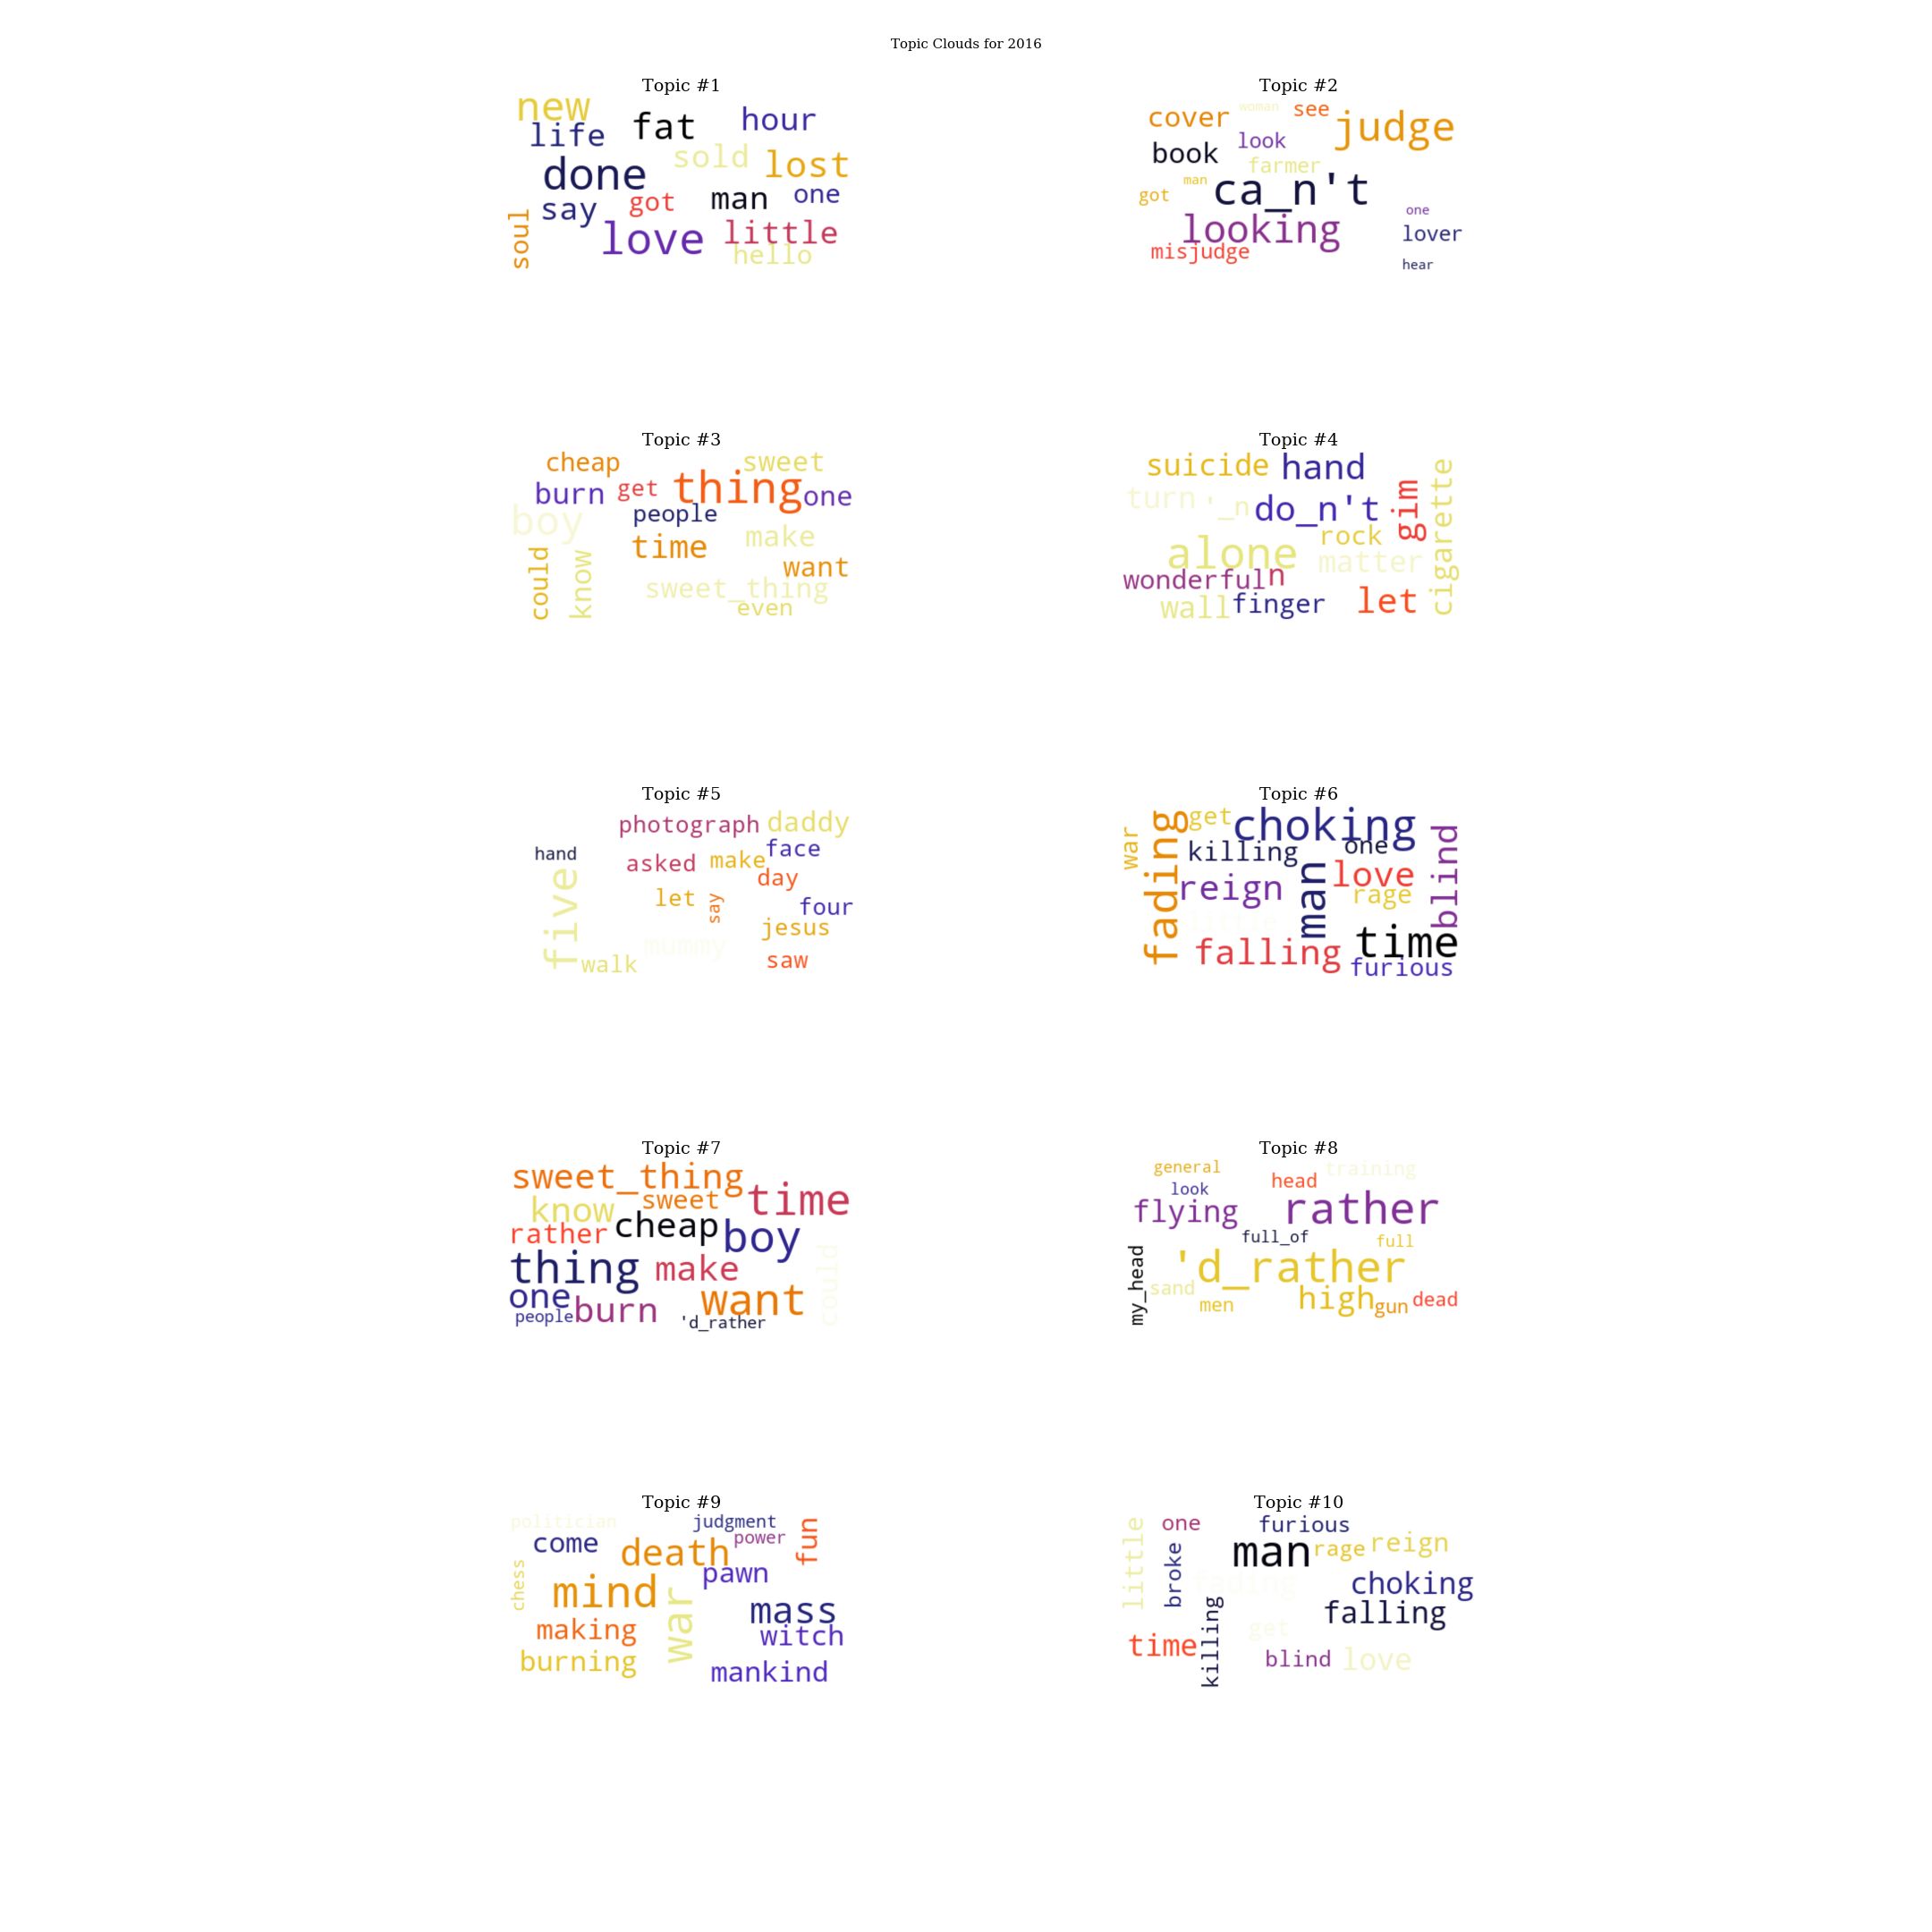 Topic Clouds for 2016
Topic #1
new
life
fat
hour
sold
lost
done
say
got
man
one
soul
love
little
hello
Topic #2
cover
woman
see
judge
look
book
farmer
man
got
ca_n't
one
looking
lover
misjudge
hear
Topic #3
cheap
sweet
burn
get
thing
one
boy
people
time
make
could
know
want
sweet_thing
even
Topic #4
suicide
hand
turn
'_n
do_n't
gim
cigarette
rock
alone
matter
wonderful
n
wall
finger
let
Topic #5
photograph
daddy
hand
face
asked
make
day
five
let
say
four
jesus
mummy
walk
saw
Topic #6
war
fading
get
choking
killing
one
blind
reign
man
love
rage
little
falling
time
furious
Topic #7
sweet_thing
know
sweet
time
rather
cheap
boy
thing
make
could
one
burn
want
people
'd_rather
Topic #8
general
head
training
look
flying
rather
full_of
full
my_head
'd_rather
sand
men
high
gun
dead
Topic #9
politician
judgment
come
power
fun
death
chess
pawn
mind
war
mass
making
witch
burning
mankind
Topic #10
little
one
furious
broke
man
rage
reign
fading
choking
killing
falling
get
time
blind
love